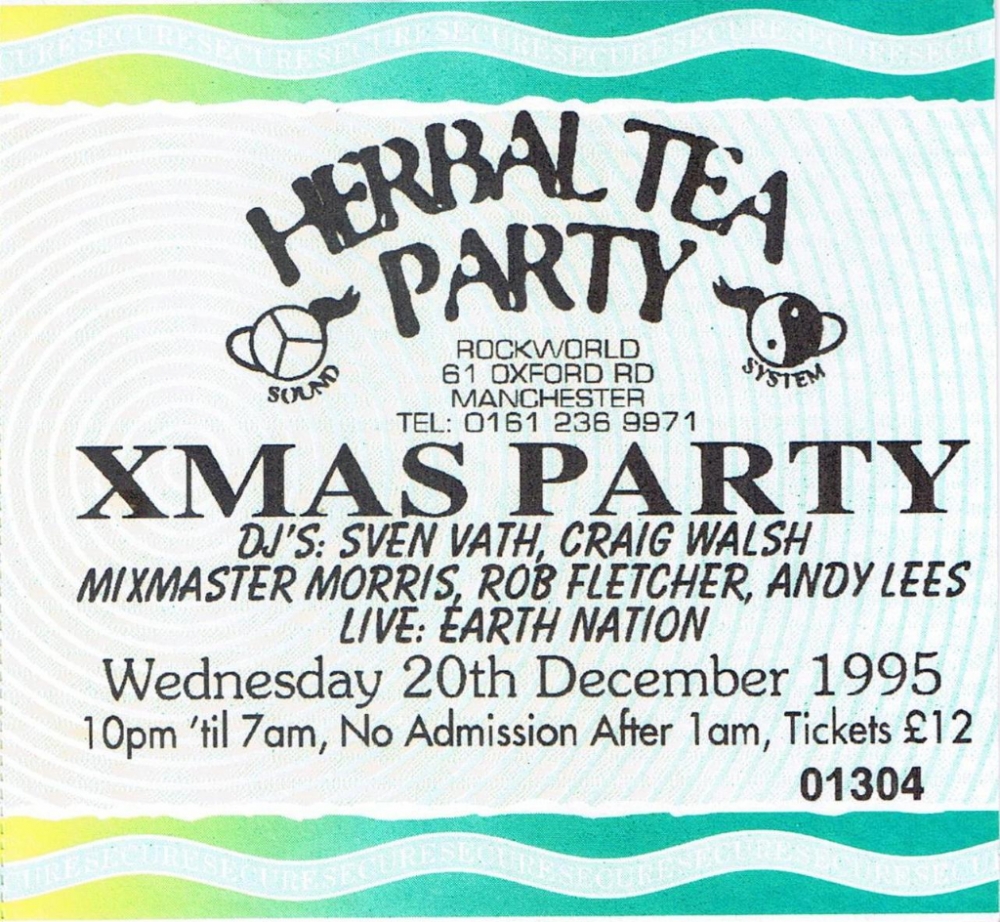 CURESECURESECURESECURESECURESECURESECURESECURESECU
HERBAL TEA
PARTY
SOUND
SYSTEM
ROCKWORLD
61 OXFORD RD
MANCHESTER
TEL: 0161 236 9971
XMAS PARTY
DJ'S: SVEN VATH, CRAIG WALSH
MIXMASTER MORRIS, ROB FLETCHER, ANDY LEES
LIVE: EARTH NATION
Wednesday 20th December 1995
10pm 'til 7am, No Admission After 1am, Tickets £12
01304
URESECURESECURESECURESECURESECURESECURESECURESECU